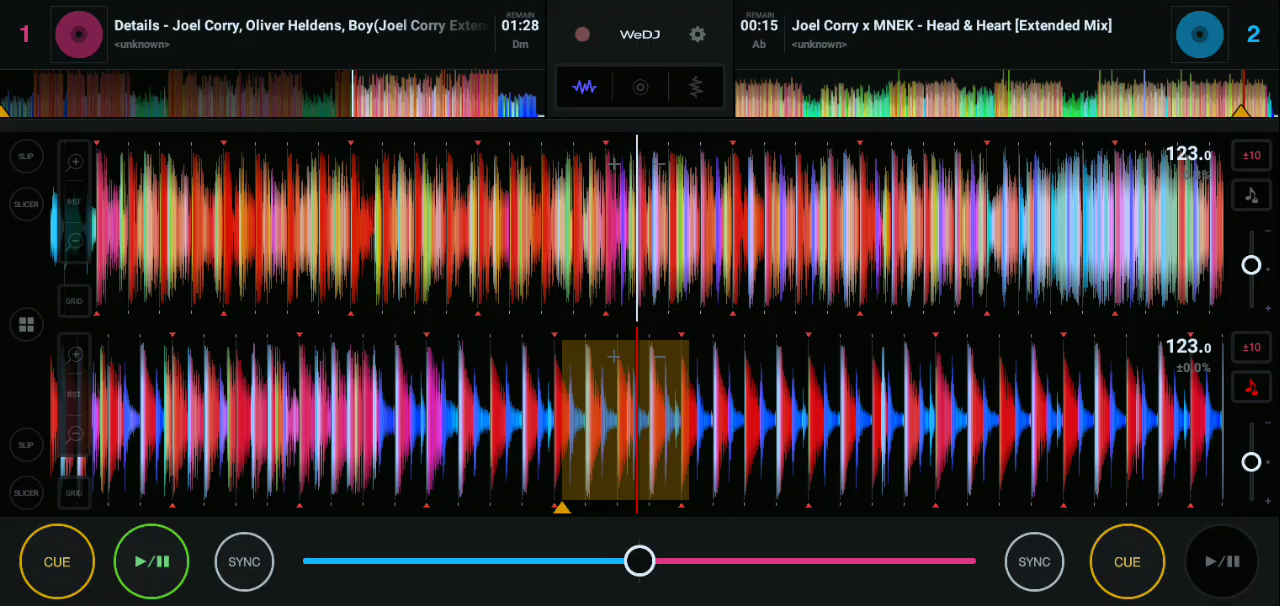 1
Details - Joel Corry, Oliver Heldens, Boy(Joel Corry Exten
<unknown>
REMAIN
01:28
Dm
WeDJ
REMAIN
00:15
Ab
Joel Corry x MNEK - Head & Heart [Extended Mix]
<unknown>
2
SLIP
SLICER
RST
GRID
123.0
±10
RST
GRID
123.0
±0.0%
±10
SLIP
SLICER
CUE
SYNC
SYNC
CUE